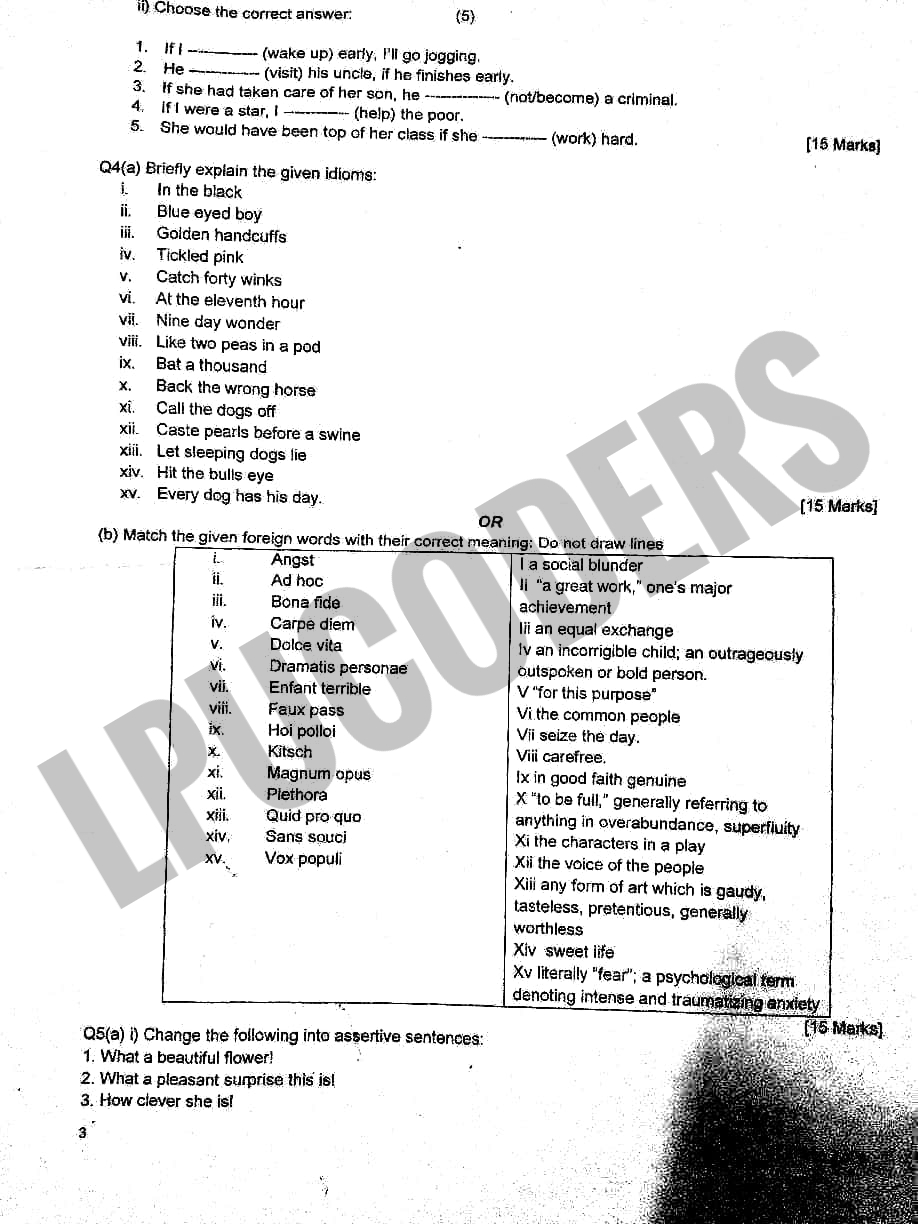 ii) Choose the correct answer: (5)
1. If I ------------ (wake up) early, I'll go jogging.
2. He ------------ (visit) his uncle, if he finishes early.
3. If she had taken care of her son, he ------------ (not/become) a criminal.
4. If I were a star, I ------------ (help) the poor.
5. She would have been top of her class if she ------------ (work) hard.
[15 Marks]
Q4(a) Briefly explain the given idioms:
i. In the black
ii. Blue eyed boy
iii. Golden handcuffs
iv. Tickled pink
v. Catch forty winks
vi. At the eleventh hour
vii. Nine day wonder
viii. Like two peas in a pod
ix. Bat a thousand
x. Back the wrong horse
xi. Call the dogs off
xii. Caste pearls before a swine
xiii. Let sleeping dogs lie
xiv. Hit the bulls eye
xv. Every dog has his day.
[15 Marks]
OR
(b) Match the given foreign words with their correct meaning: Do not draw lines
i. Angst
ii. Ad hoc
iii. Bona fide
iv. Carpe diem
v. Dolce vita
vi. Dramatis personae
vii. Enfant terrible
viii. Faux pass
ix. Hoi polloi
x. Kitsch
xi. Magnum opus
xii. Plethora
xiii. Quid pro quo
xiv. Sans souci
xv. Vox populi
I a social blunder
Ii "a great work," one's major
achievement
Iii an equal exchange
Iv an incorrigible child; an outrageously
outspoken or bold person.
V "for this purpose"
Vi the common people
Vii seize the day.
Viii carefree.
Ix in good faith genuine
X "to be full," generally referring to
anything in overabundance, superfluity
Xi the characters in a play
Xii the voice of the people
Xiii any form of art which is gaudy,
tasteless, pretentious, generally
worthless
Xiv sweet life
Xv literally "fear"; a psychological term
denoting intense and traumatizing anxiety
[15 Marks]
Q5(a) i) Change the following into assertive sentences:
1. What a beautiful flower!
2. What a pleasant surprise this is!
3. How clever she is!
3
LPUCODERS